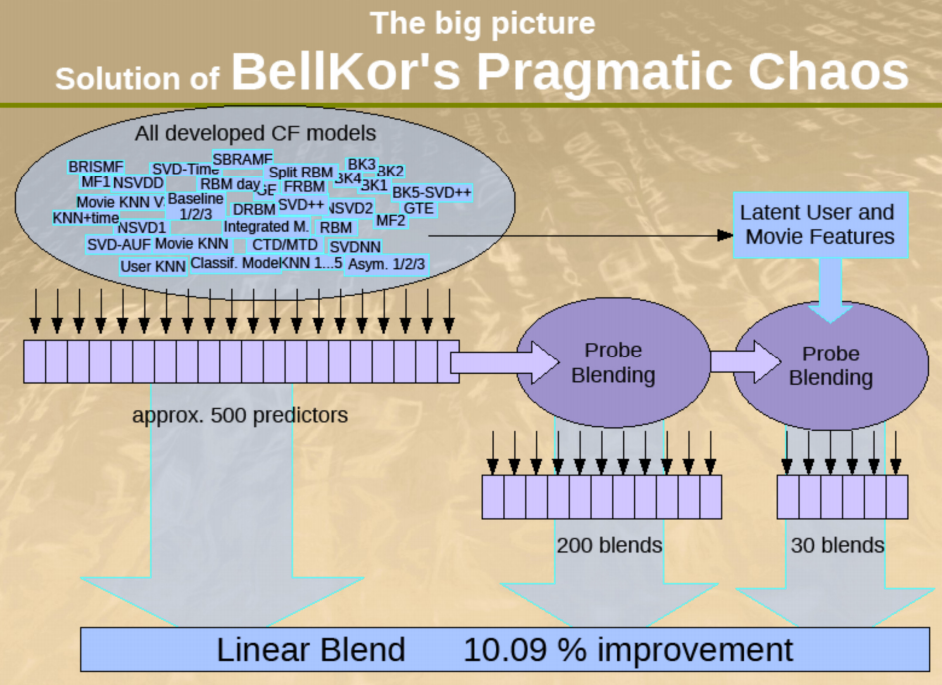 The big picture
Solution of BellKor's Pragmatic Chaos
All developed CF models
SBRAMF
BRISMF
SVD-Time
Split RBM
BK3
BK2
MF1
NSVDD
RBM day
FRBM
BK4
BK1
BK5-SVD++
Movie KNN V
Baseline
1/2/3
DRBM
SVD++
NSVD2
GTE
KNN+time
NSVD1
Integrated M.
RBM
MF2
SVD-AUF
Movie KNN
CTD/MTD
SVDNN
User KNN
Classif. Mode
KNN 1...5
Asym. 1/2/3
Latent User and
Movie Features
Probe
Blending
Probe
Blending
approx. 500 predictors
200 blends
30 blends
Linear Blend 10.09 % improvement